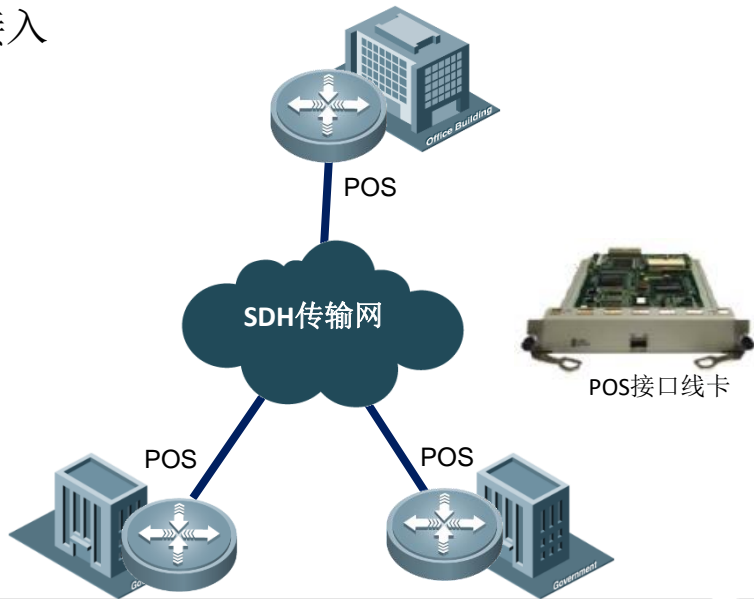 接入
Office Building
POS
SDH传输网
POS接口线卡
POS
POS
Government